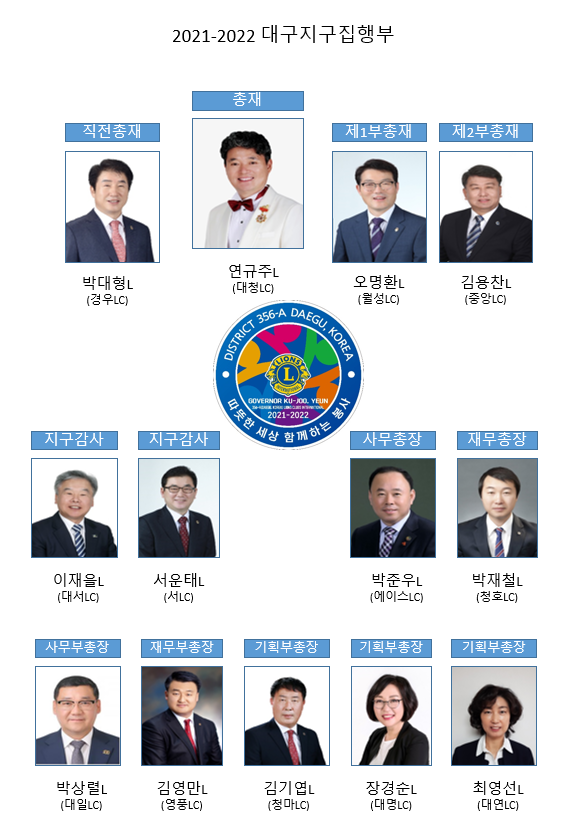 2021-2022 대구지구집행부
총재
직전총재
제1부총재
제2부총재
박대형L
(경우LC)
연규주L
(대청LC)
오명환L
(월성LC)
김용찬L
(중앙LC)
DISTRICT 356-A DAEGU, KOREA
LIONS
L
INTERNATIONAL
GOVERNOR KU-JOO. YEUN
2021-2022
따뜻한 세상 함께하는 봉사
지구감사
지구감사
사무총장
재무총장
이재을L
(대서LC)
서운태L
(서LC)
박준우L
(에이스LC)
박재철L
(청호LC)
사무부총장
재무부총장
기획부총장
기획부총장
기획부총장
박상렬L
(대일LC)
김영만L
(영풍LC)
김기엽L
(청마LC)
장경순L
(대명LC)
최영선L
(대연LC)